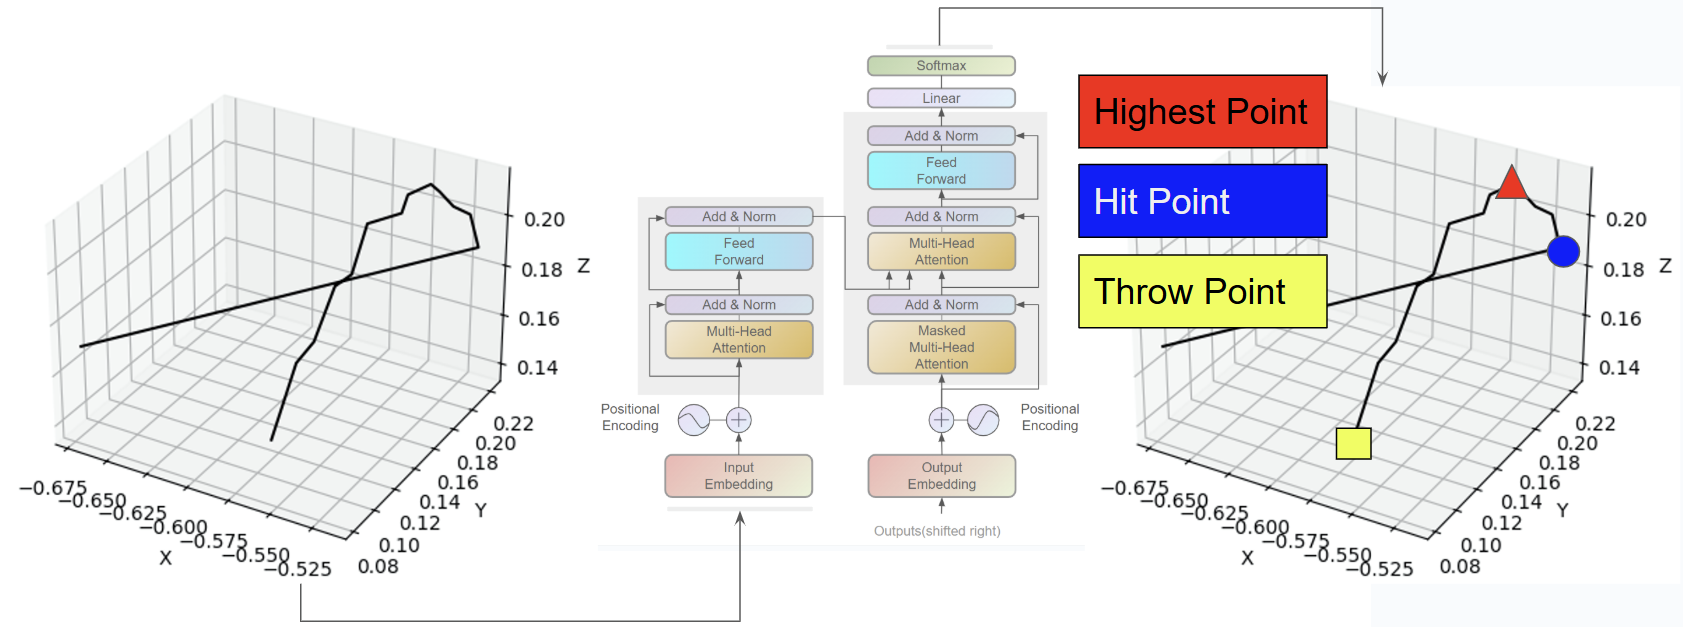 0.20
0.18
Z
0.16
0.14
0.22
0.20
0.18
0.16
0.14
Y
0.12
0.10
0.08
−0.675
−0.650
−0.625
−0.600
−0.575
−0.550
−0.525
X
Softmax
Linear
Add & Norm
Feed
Forward
Add & Norm
Multi-Head
Attention
Add & Norm
Masked
Multi-Head
Attention
Add & Norm
Feed
Forward
Add & Norm
Multi-Head
Attention
Positional
Encoding
Positional
Encoding
Input
Embedding
Output
Embedding
Outputs(shifted right)
Highest Point
Hit Point
Throw Point
0.20
0.18
Z
0.16
0.14
0.22
0.20
0.18
0.16
0.14
Y
0.12
0.10
0.08
−0.675
−0.650
−0.625
−0.600
−0.575
−0.550
−0.525
X